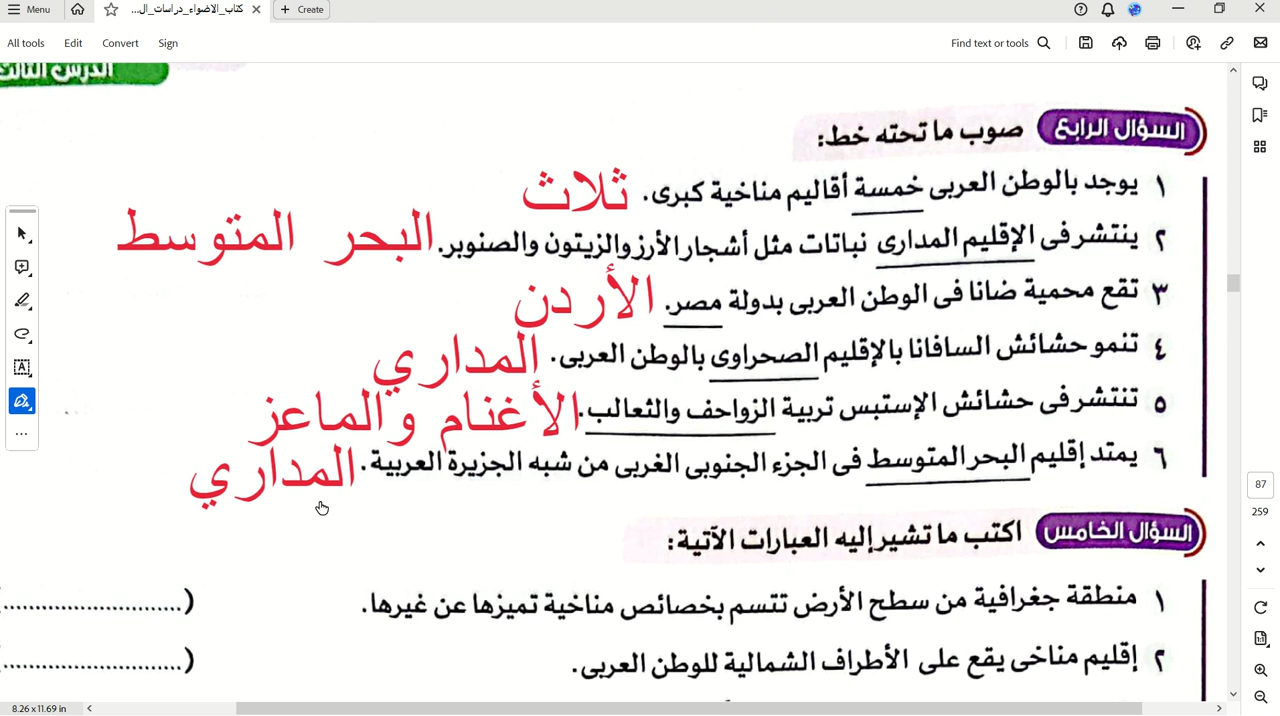 Menu
كتاب_الاضواء_دراسات_ال...
Create
All tools Edit Convert Sign
Find text or tools
الدرس الثالث
السؤال الرابع صوب ما تحته خط:
١ يوجد بالوطن العربى خمسة أقاليم مناخية كبرى. ثلاث
٢ ينتشر فى الإقليم المدارى نباتات مثل أشجار الأرز والزيتون والصنوبر. البحر المتوسط
٣ تقع محمية ضانا فى الوطن العربى بدولة مصر. الأردن
٤ تنمو حشائش السافانا بالإقليم الصحراوى بالوطن العربى. المداري
٥ تنتشر فى حشائش الإستبس تربية الزواحف والثعالب. الأغنام والماعز
٦ يمتد إقليم البحر المتوسط فى الجزء الجنوبى الغربى من شبه الجزيرة العربية. المداري
السؤال الخامس اكتب ما تشير إليه العبارات الآتية:
١ منطقة جغرافية من سطح الأرض تتسم بخصائص مناخية تميزها عن غيرها. (..........................)
٢ إقليم مناخى يقع على الأطراف الشمالية للوطن العربى. (..........................)
87
259
8.26 x 11.69 in